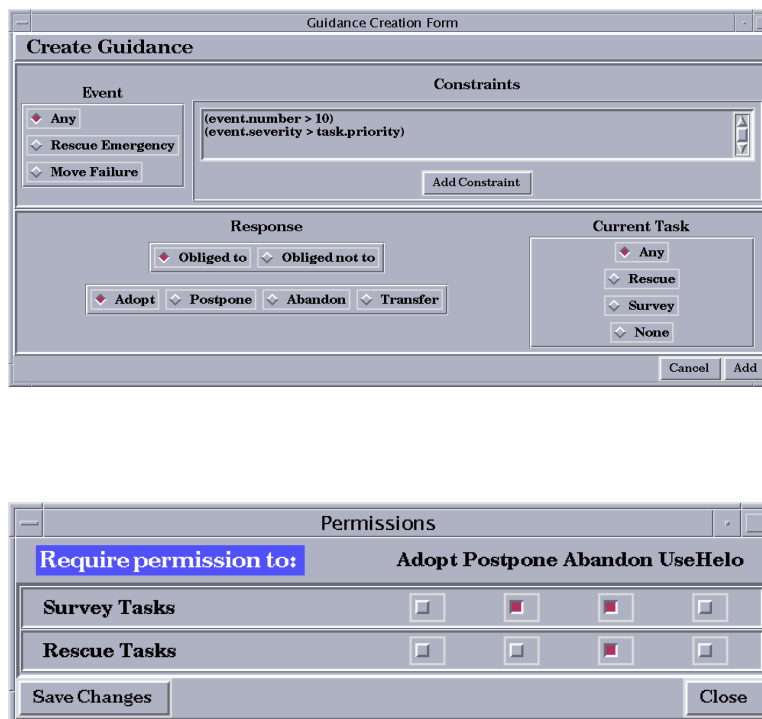 Guidance Creation Form
Create Guidance
Event
Any
Rescue Emergency
Move Failure
Constraints
(event.number > 10)
(event.severity > task.priority)
Add Constraint
Response
Obliged to Obliged not to
Adopt Postpone Abandon Transfer
Current Task
Any
Rescue
Survey
None
Cancel Add
Permissions
Require permission to: Adopt Postpone Abandon UseHelo
Survey Tasks
Rescue Tasks
Save Changes Close